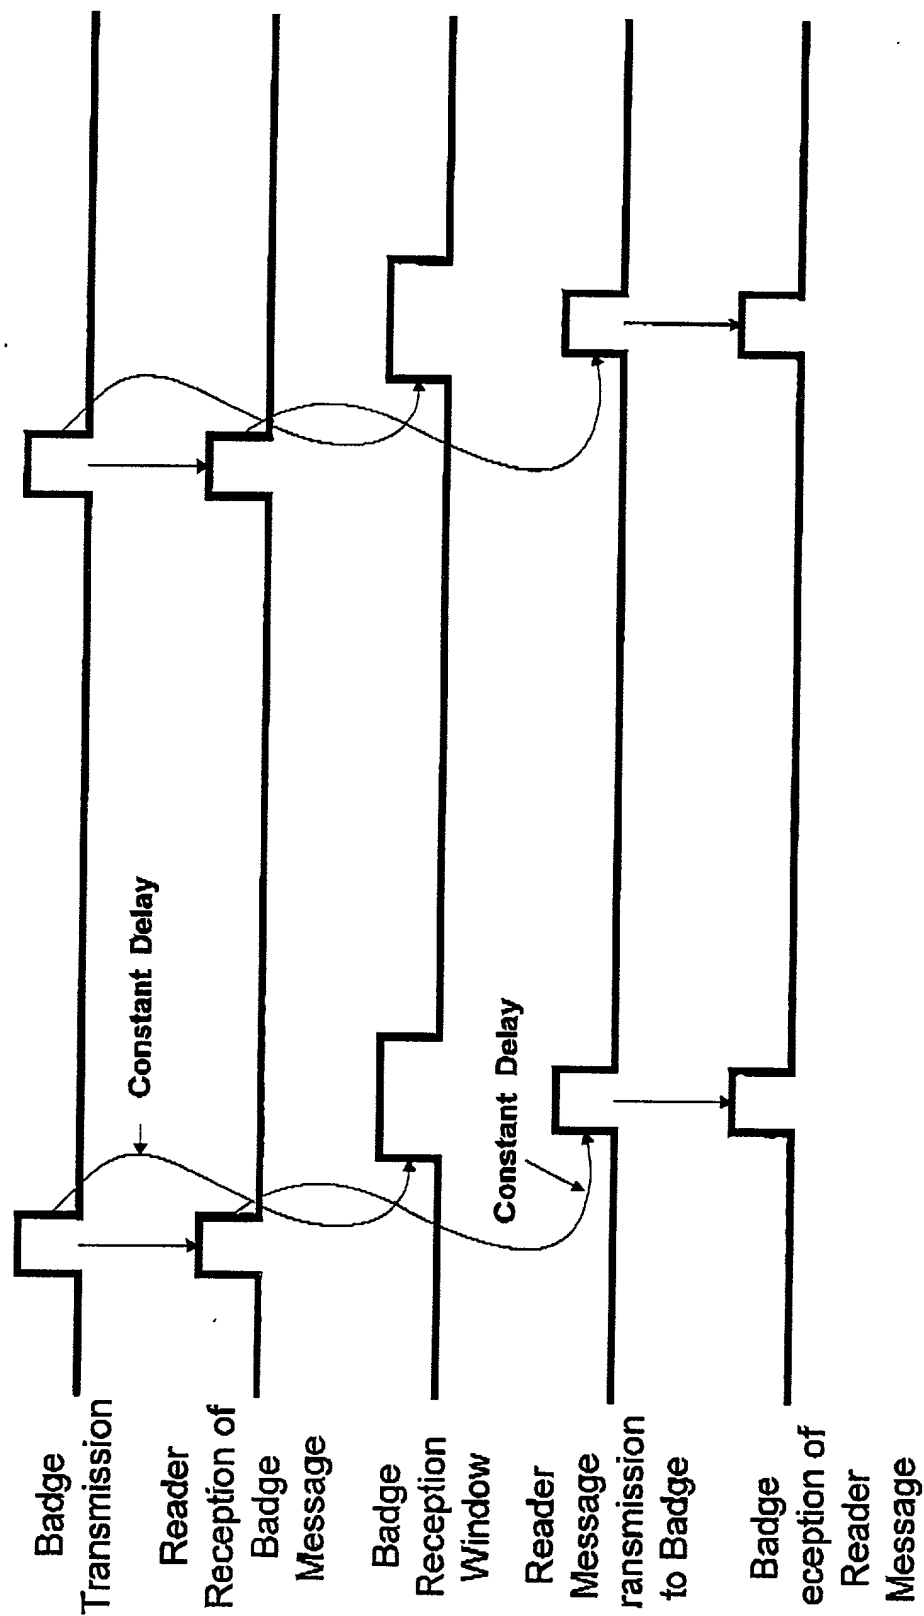 Badge
Transmission
Reader
Reception of
Badge
Message
Badge
Reception
Window
Reader
Message
ransmission
to Badge
Badge
eception of
Reader
Message
Constant Delay
Constant Delay